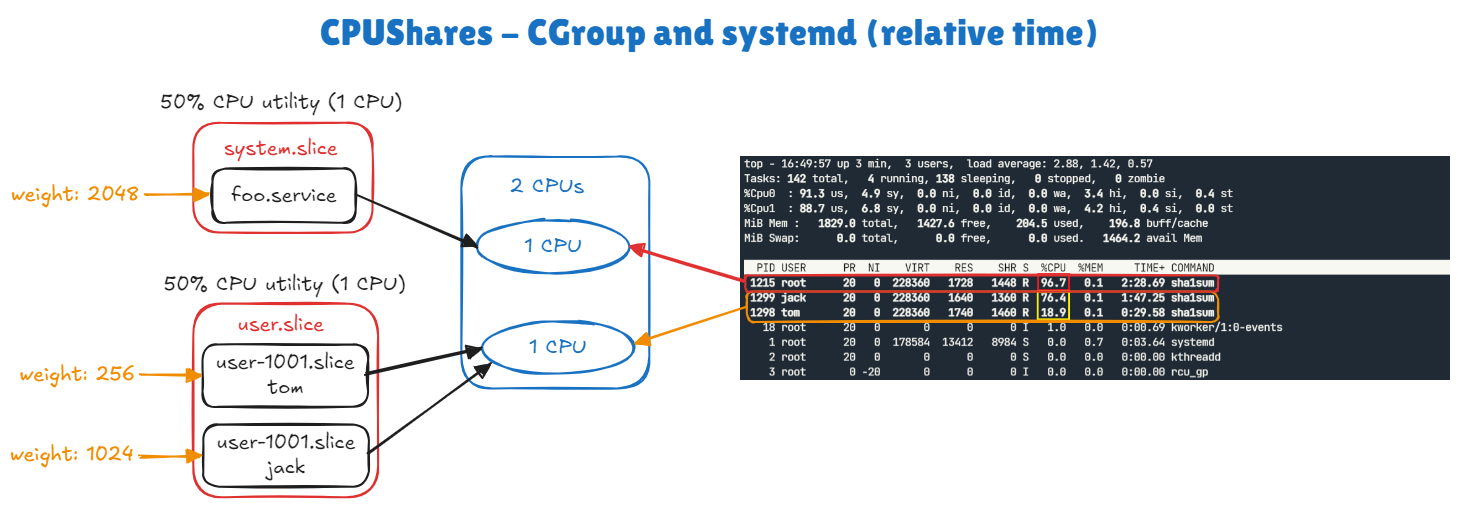 CPUShares - CGroup and systemd (relative time)
50% CPU utility (1 CPU)
system.slice
weight: 2048
foo.service
50% CPU utility (1 CPU)
user.slice
weight: 256
user-1001.slice
tom
weight: 1024
user-1001.slice
jack
2 CPUs
1 CPU
1 CPU
top - 16:49:57 up 3 min,  3 users,  load average: 2.88, 1.42, 0.57
Tasks: 142 total,   4 running, 138 sleeping,   0 stopped,   0 zombie
%Cpu0  : 91.3 us,  4.9 sy,  0.0 ni,  0.0 id,  0.0 wa,  3.4 hi,  0.0 si,  0.4 st
%Cpu1  : 88.7 us,  6.8 sy,  0.0 ni,  0.0 id,  0.0 wa,  4.2 hi,  0.4 si,  0.0 st
MiB Mem :   1829.0 total,   1427.6 free,    204.5 used,    196.8 buff/cache
MiB Swap:      0.0 total,      0.0 free,      0.0 used.   1464.2 avail Mem
PID USER      PR  NI    VIRT    RES    SHR S  %CPU  %MEM     TIME+ COMMAND
1215 root      20   0  228360   1728   1448 R  96.7   0.1   2:28.69 sha1sum
1299 jack      20   0  228360   1640   1360 R  76.4   0.1   1:47.25 sha1sum
1298 tom       20   0  228360   1740   1460 R  18.9   0.1   0:29.58 sha1sum
18 root      20   0       0      0      0 I   1.0   0.0   0:00.69 kworker/1:0-events
1 root      20   0  178584  13412   8984 S   0.0   0.7   0:03.64 systemd
2 root      20   0       0      0      0 S   0.0   0.0   0:00.00 kthreadd
3 root       0 -20       0      0      0 I   0.0   0.0   0:00.00 rcu_gp